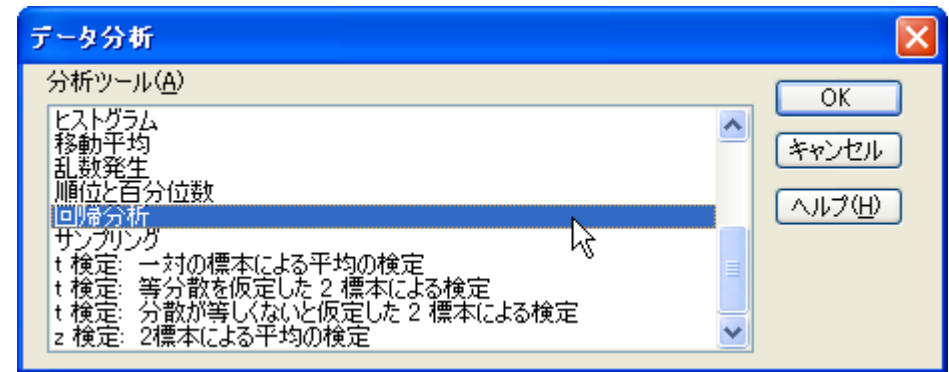 データ分析
分析ツール(A)
ヒストグラム
移動平均
乱数発生
順位と百分位数
回帰分析
サンプリング
t 検定: 一対の標本による平均の検定
t 検定: 等分散を仮定した 2 標本による検定
t 検定: 分散が等しくないと仮定した 2 標本による検定
z 検定: 2標本による平均の検定
OK
キャンセル
ヘルプ(H)